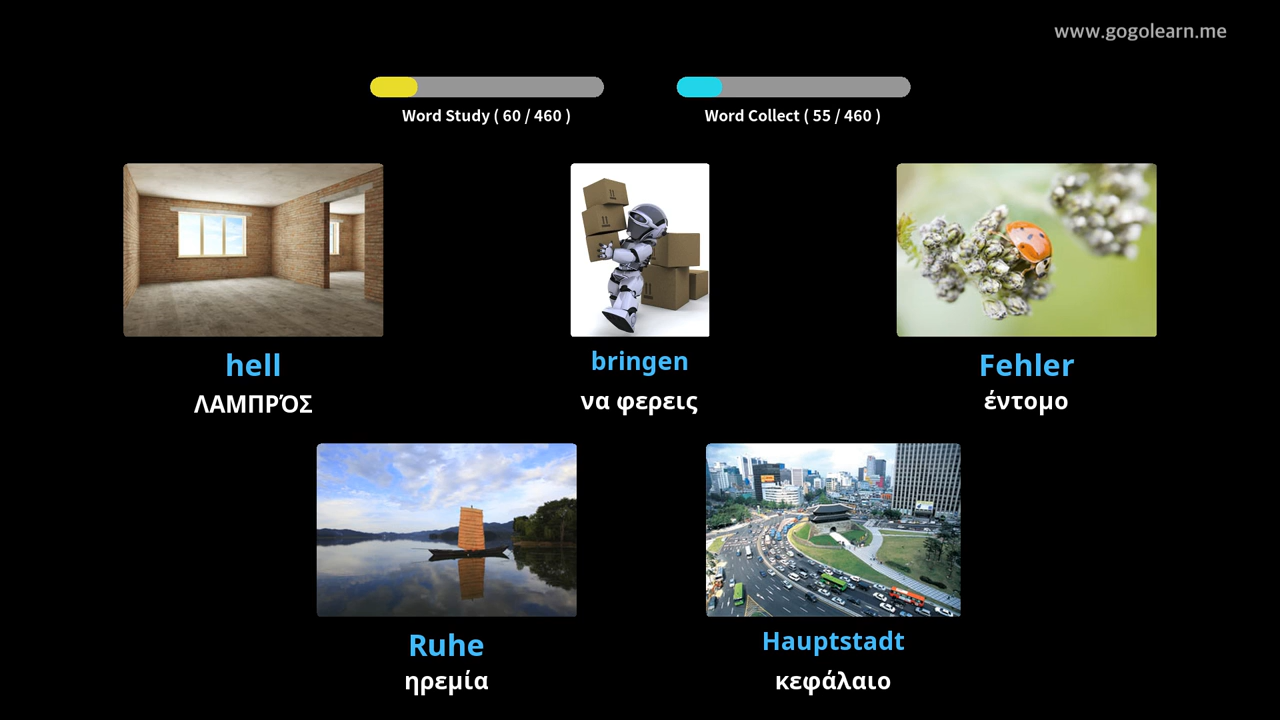 www.gogolearn.me
Word Study ( 60 / 460 )
Word Collect ( 55 / 460 )
hell
ΛΑΜΠΡΌΣ
bringen
να φερεις
Fehler
έντομο
Ruhe
ηρεμία
Hauptstadt
κεφάλαιο